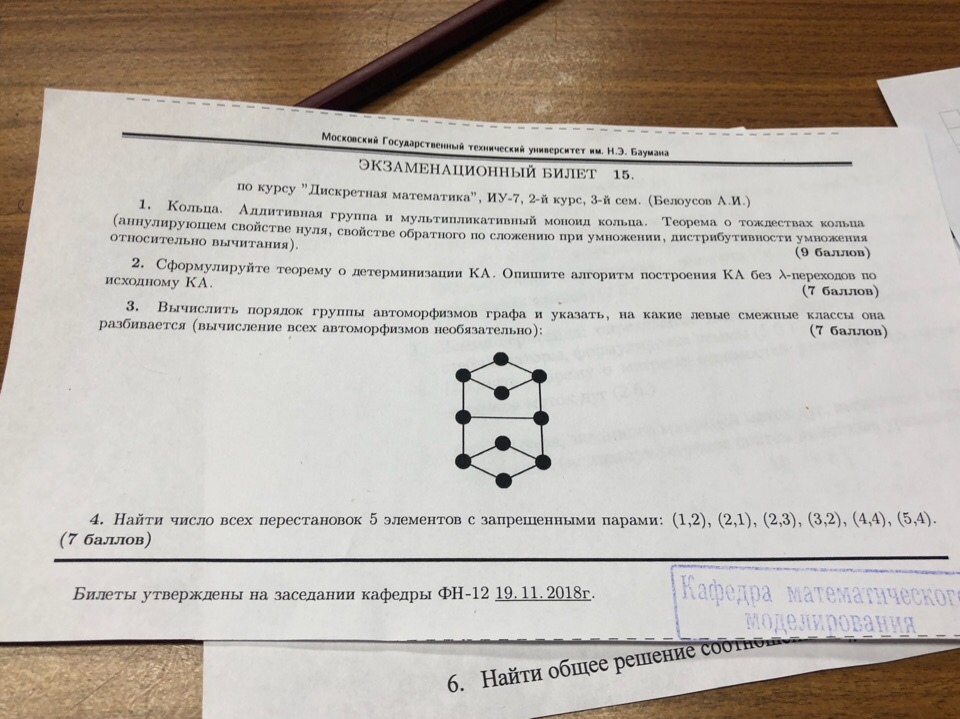 Московский Государственный технический университет им. Н.Э. Баумана
ЭКЗАМЕНАЦИОННЫЙ БИЛЕТ 15.
по курсу "Дискретная математика", ИУ-7, 2-й курс, 3-й сем. (Белоусов А.И.)
1. Кольца. Аддитивная группа и мультипликативный моноид кольца. Теорема о тождествах кольца
(аннулирующем свойстве нуля, свойстве обратного по сложению при умножении, дистрибутивности умножения
относительно вычитания). (9 баллов)
2. Сформулируйте теорему о детерминизации КА. Опишите алгоритм построения КА без λ-переходов по
исходному КА. (7 баллов)
3. Вычислить порядок группы автоморфизмов графа и указать, на какие левые смежные классы она
разбивается (вычисление всех автоморфизмов необязательно): (7 баллов)
4. Найти число всех перестановок 5 элементов с запрещенными парами: (1,2), (2,1), (2,3), (3,2), (4,4), (5,4).
(7 баллов)
Билеты утверждены на заседании кафедры ФН-12 19.11.2018г.
Кафедра математического
моделирования
6. Найти общее решение